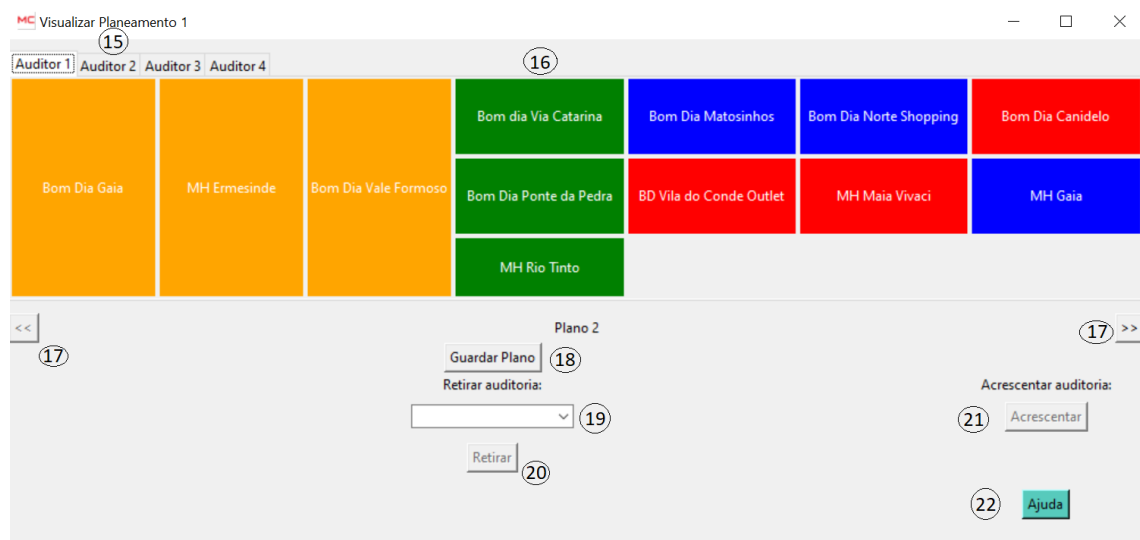 MC Visualizar Planeamento 1
15
Auditor 1 Auditor 2 Auditor 3 Auditor 4
16
Bom dia Via Catarina Bom Dia Matosinhos Bom Dia Norte Shopping Bom Dia Canidelo
Bom Dia Gaia MH Ermesinde Bom Dia Vale Formoso Bom Dia Ponte da Pedra BD Vila do Conde Outlet MH Maia Vivaci MH Gaia
MH Rio Tinto
<< Plano 2 17 >>
17 Guardar Plano 18
Retirar auditoria: Acrescentar auditoria:
19 21 Acrescentar
Retirar 20
22 Ajuda